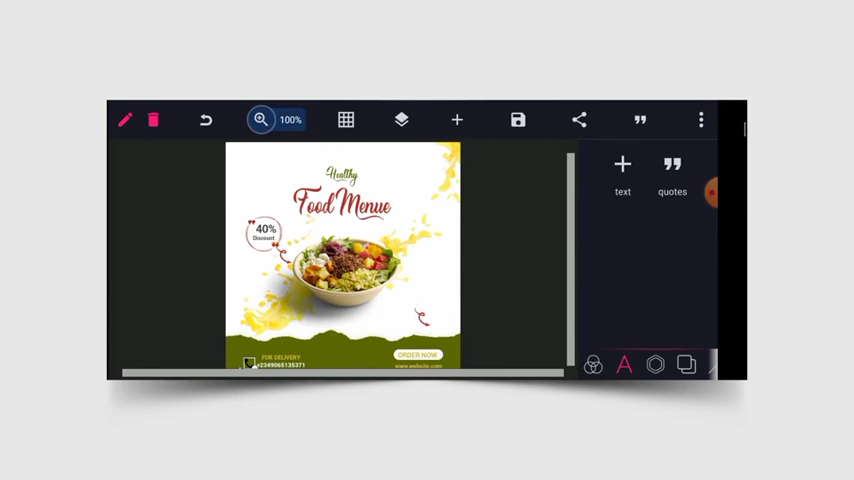 100%
text
quotes
Healthy
Food Menue
40%
Discount
FOR DELIVERY
+2349065135371
ORDER NOW
www.website.com